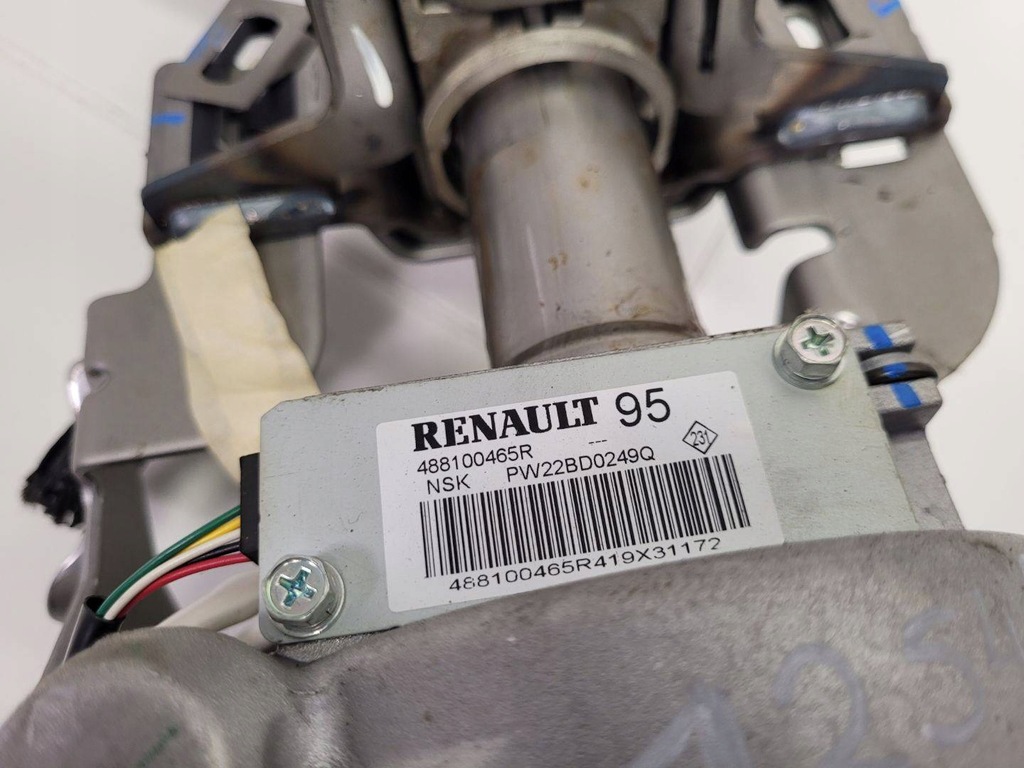 RENAULT 95
488100465R ---
NSK PW22BD0249Q
231
488100465R419X31172